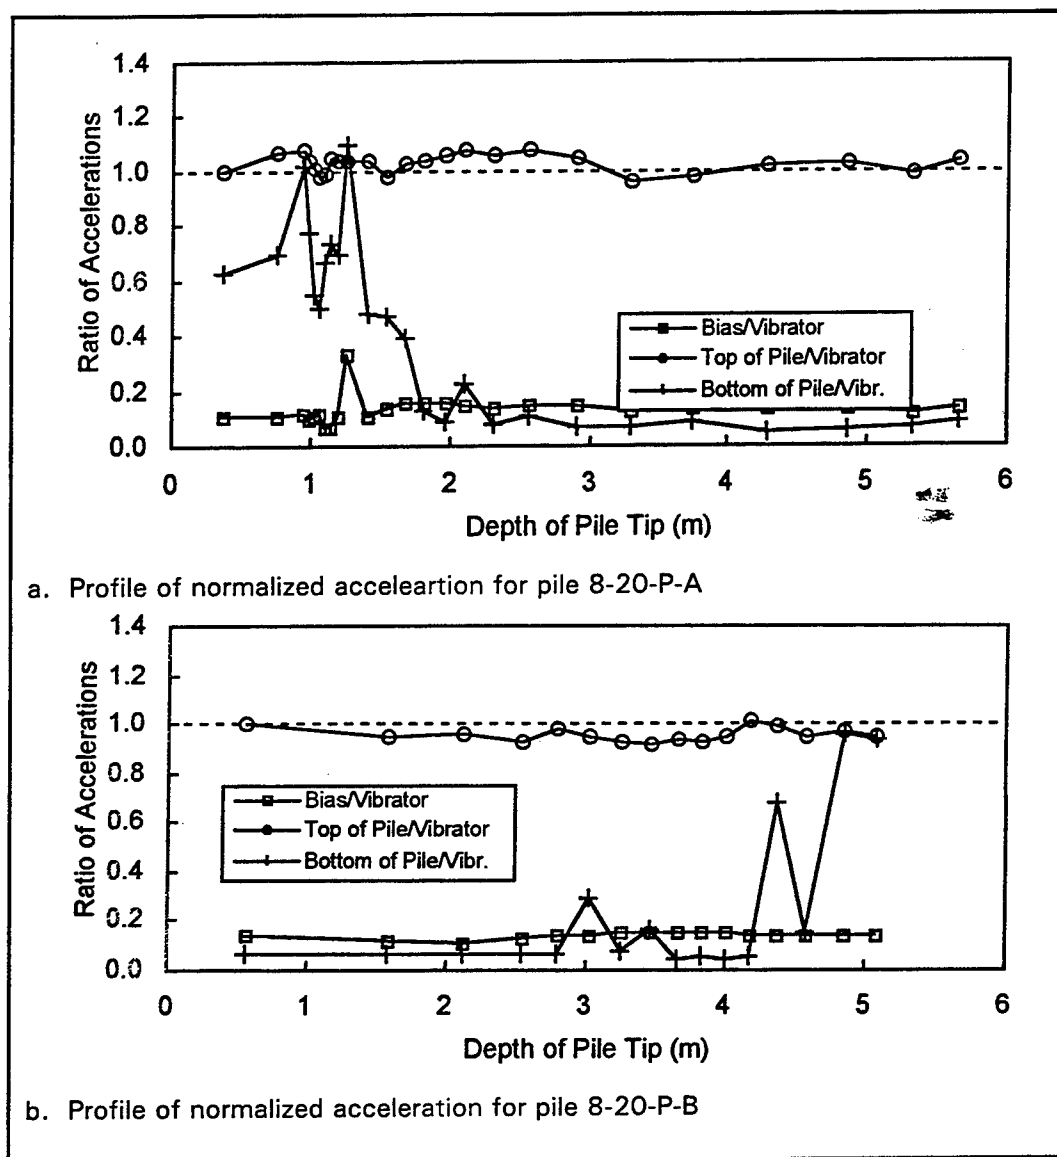 1.4
1.2
1.0
0.8
0.6
0.4
0.2
0.0
Ratio of Accelerations
Bias/Vibrator
Top of Pile/Vibrator
Bottom of Pile/Vibr.
0 1 2 3 4 5 6
Depth of Pile Tip (m)
a. Profile of normalized acceleartion for pile 8-20-P-A
1.4
1.2
1.0
0.8
0.6
0.4
0.2
0.0
Ratio of Accelerations
Bias/Vibrator
Top of Pile/Vibrator
Bottom of Pile/Vibr.
0 1 2 3 4 5 6
Depth of Pile Tip (m)
b. Profile of normalized acceleration for pile 8-20-P-B